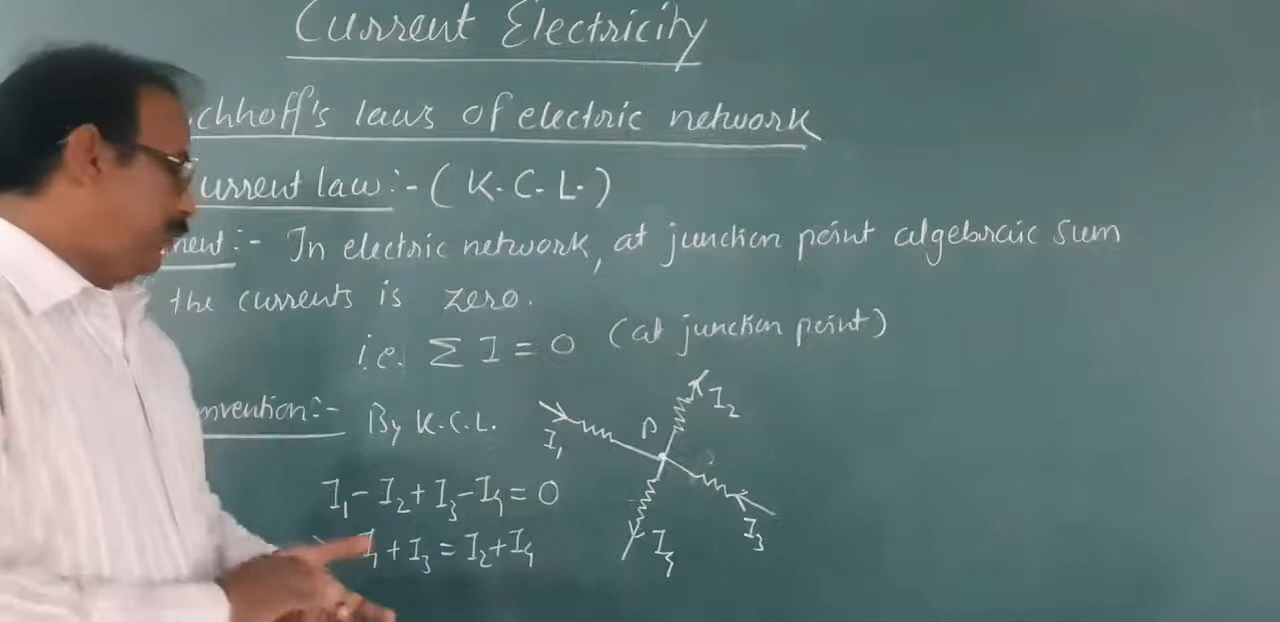 Current Electricity
chhoff's laws of electric network
urrent law:- (K.C.L.)
ment:- In electric network, at junction point algebraic sum
the currents is zero.
i.e. Σ I = 0 (at junction point)
nvention:- By K.C.L.
I₁ - I₂ + I₃ - I₄ = 0
I₁ + I₃ = I₂ + I₄
I₁
I₂
I₃
I₄